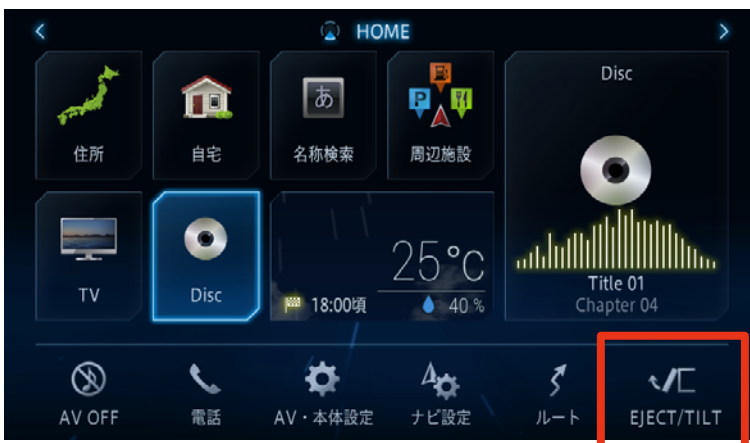 HOME
住所
自宅
名称検索
あ
周辺施設
P
Disc
Title 01
Chapter 04
TV
Disc
25°C
18:00頃
40 %
AV OFF
電話
AV・本体設定
ナビ設定
ルート
EJECT/TILT